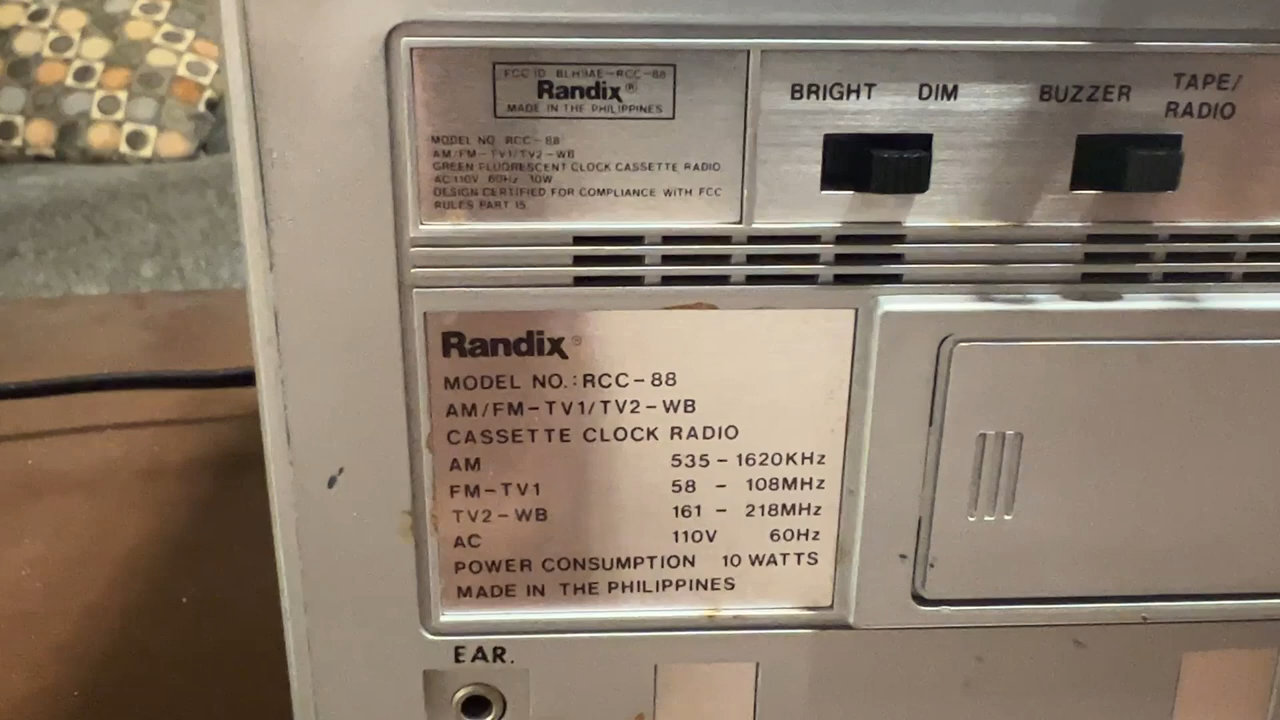 FCC ID BLH9AE-RCC-88
Randix®
MADE IN THE PHILIPPINES
MODEL NO. RCC-88
AM/FM-TV1/TV2-WB
GREEN FLUORESCENT CLOCK CASSETTE RADIO
AC 110V 60Hz 10W
DESIGN CERTIFIED FOR COMPLIANCE WITH FCC
RULES PART 15
BRIGHT DIM
BUZZER TAPE/
RADIO
Randix®
MODEL NO.:RCC-88
AM/FM-TV1/TV2-WB
CASSETTE CLOCK RADIO
AM 535-1620KHz
FM-TV1 58 - 108MHz
TV2-WB 161 - 218MHz
AC 110V 60Hz
POWER CONSUMPTION 10 WATTS
MADE IN THE PHILIPPINES
EAR.